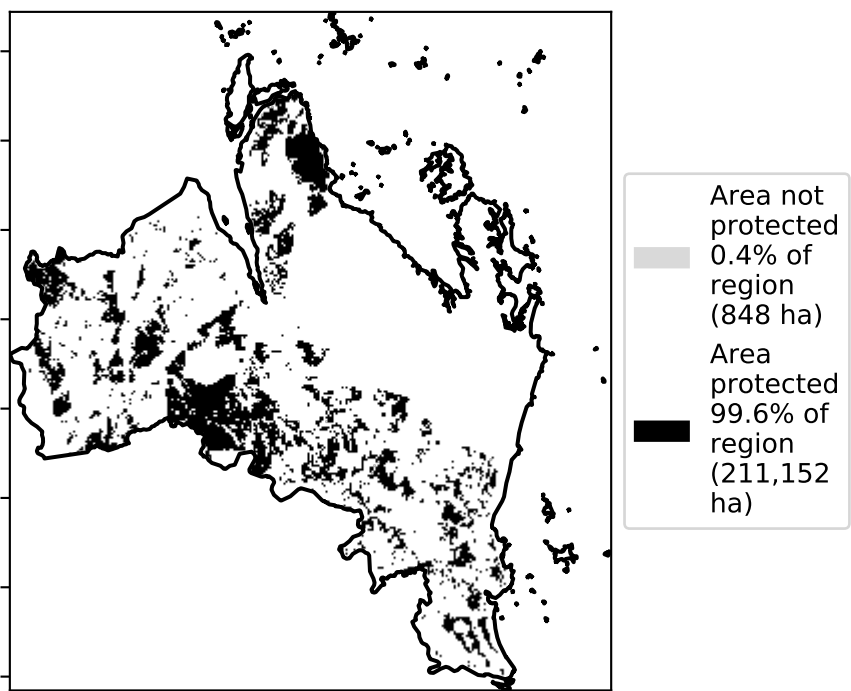 Area not
protected
0.4% of
region
(848 ha)
Area
protected
99.6% of
region
(211,152
ha)